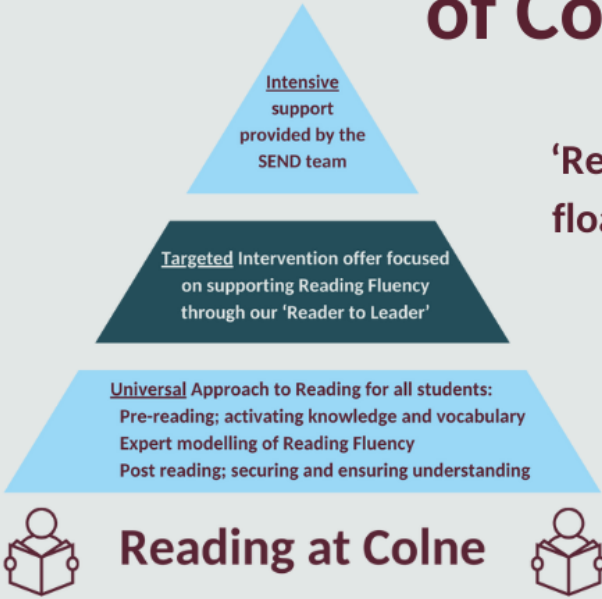 of Co
Intensive
support
provided by the
SEND team
‘Re
floa
Targeted Intervention offer focused
on supporting Reading Fluency
through our ‘Reader to Leader’
Universal Approach to Reading for all students:
Pre-reading; activating knowledge and vocabulary
Expert modelling of Reading Fluency
Post reading; securing and ensuring understanding
Reading at Colne